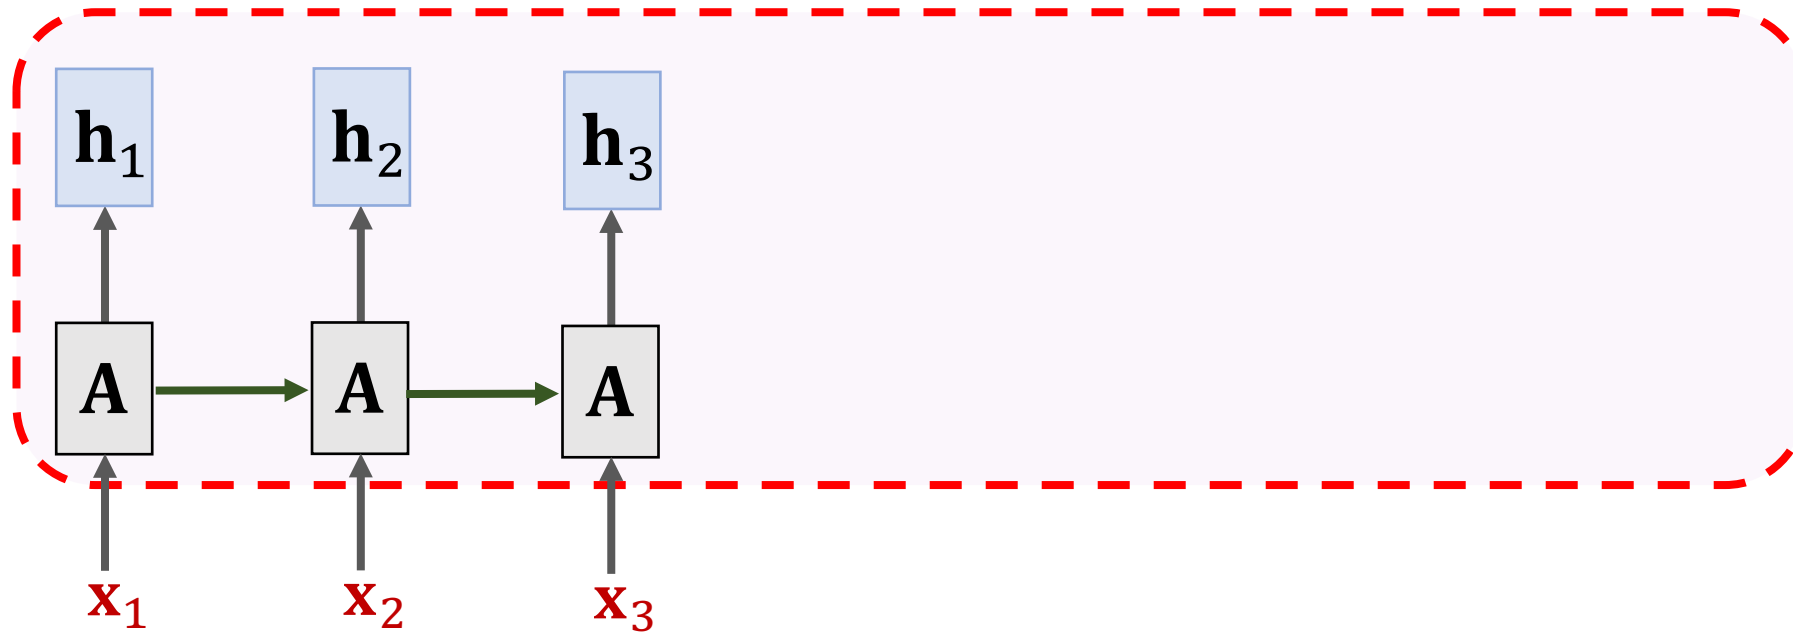 h₁ h₂ h₃
A A A
x₁ x₂ x₃